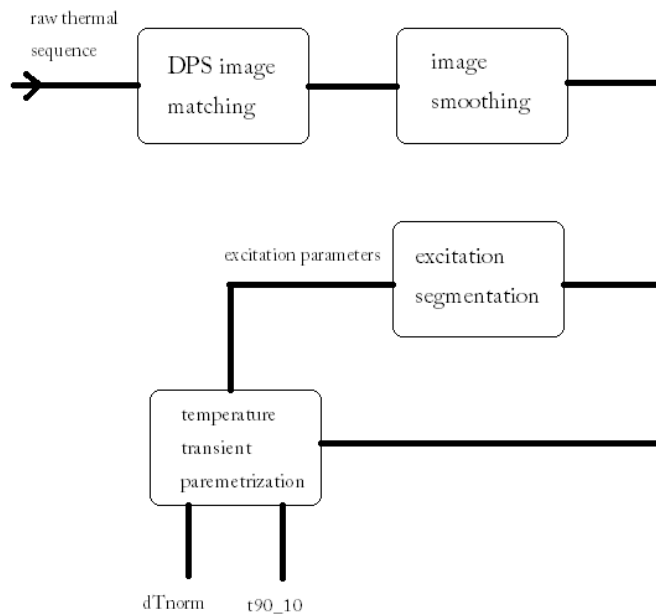 raw thermal
sequence
DPS image
matching
image
smoothing
excitation parameters
excitation
segmentation
temperature
transient
paremetrization
dTnorm
t90_10